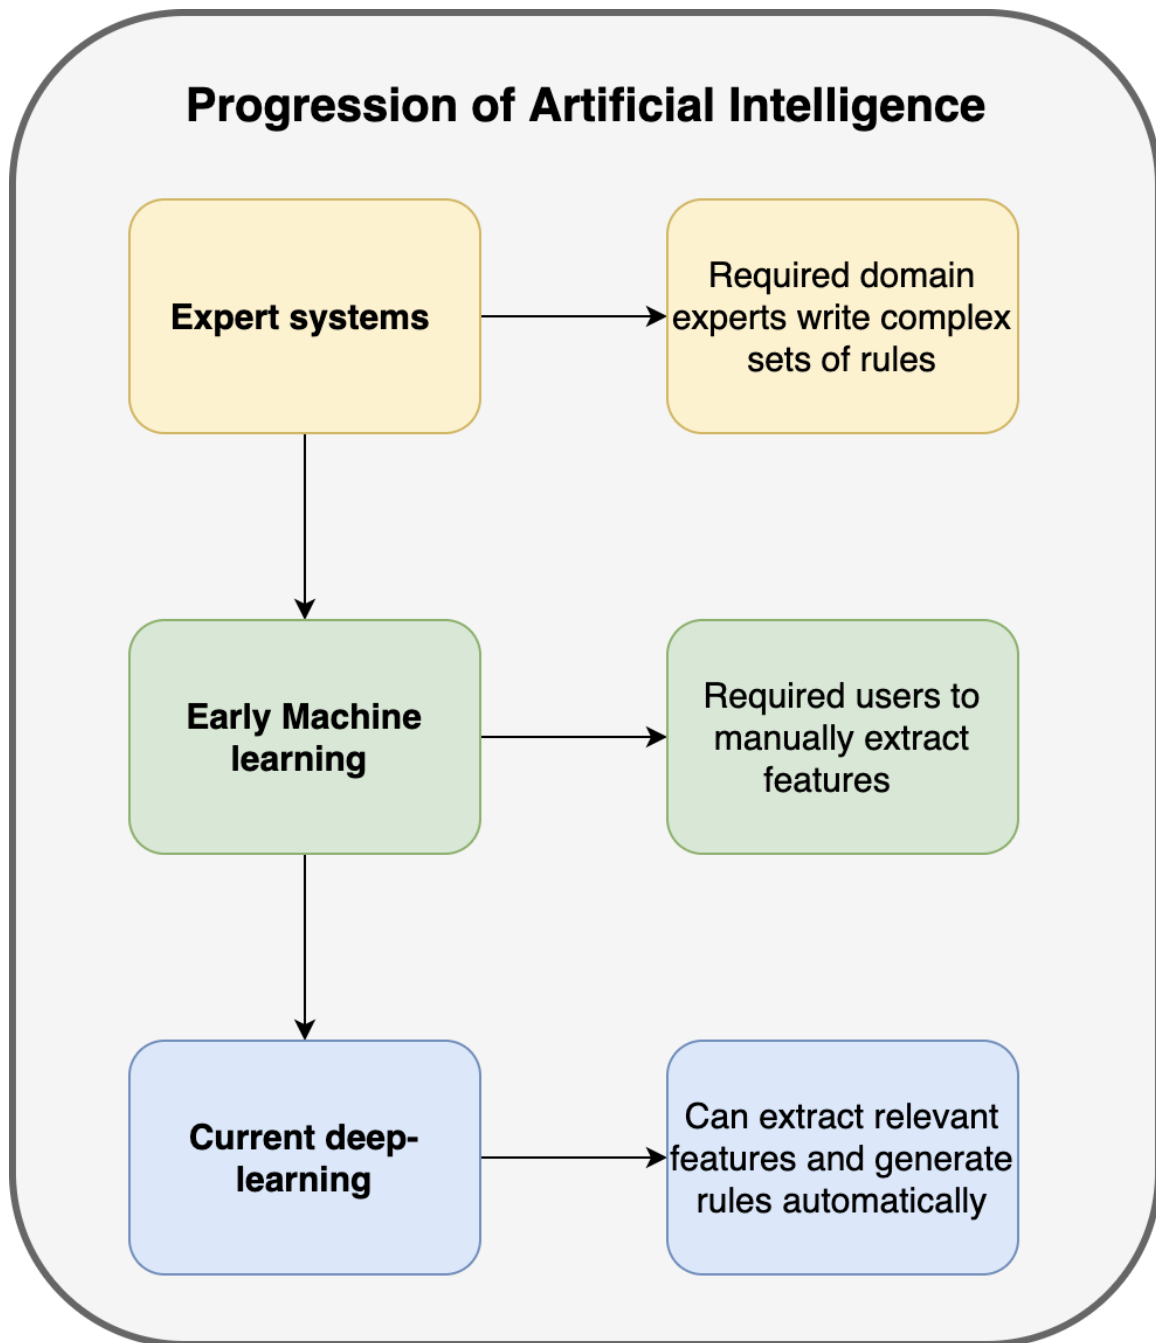 Progression of Artificial Intelligence
Expert systems
Required domain
experts write complex
sets of rules
Early Machine
learning
Required users to
manually extract
features
Current deep-
learning
Can extract relevant
features and generate
rules automatically